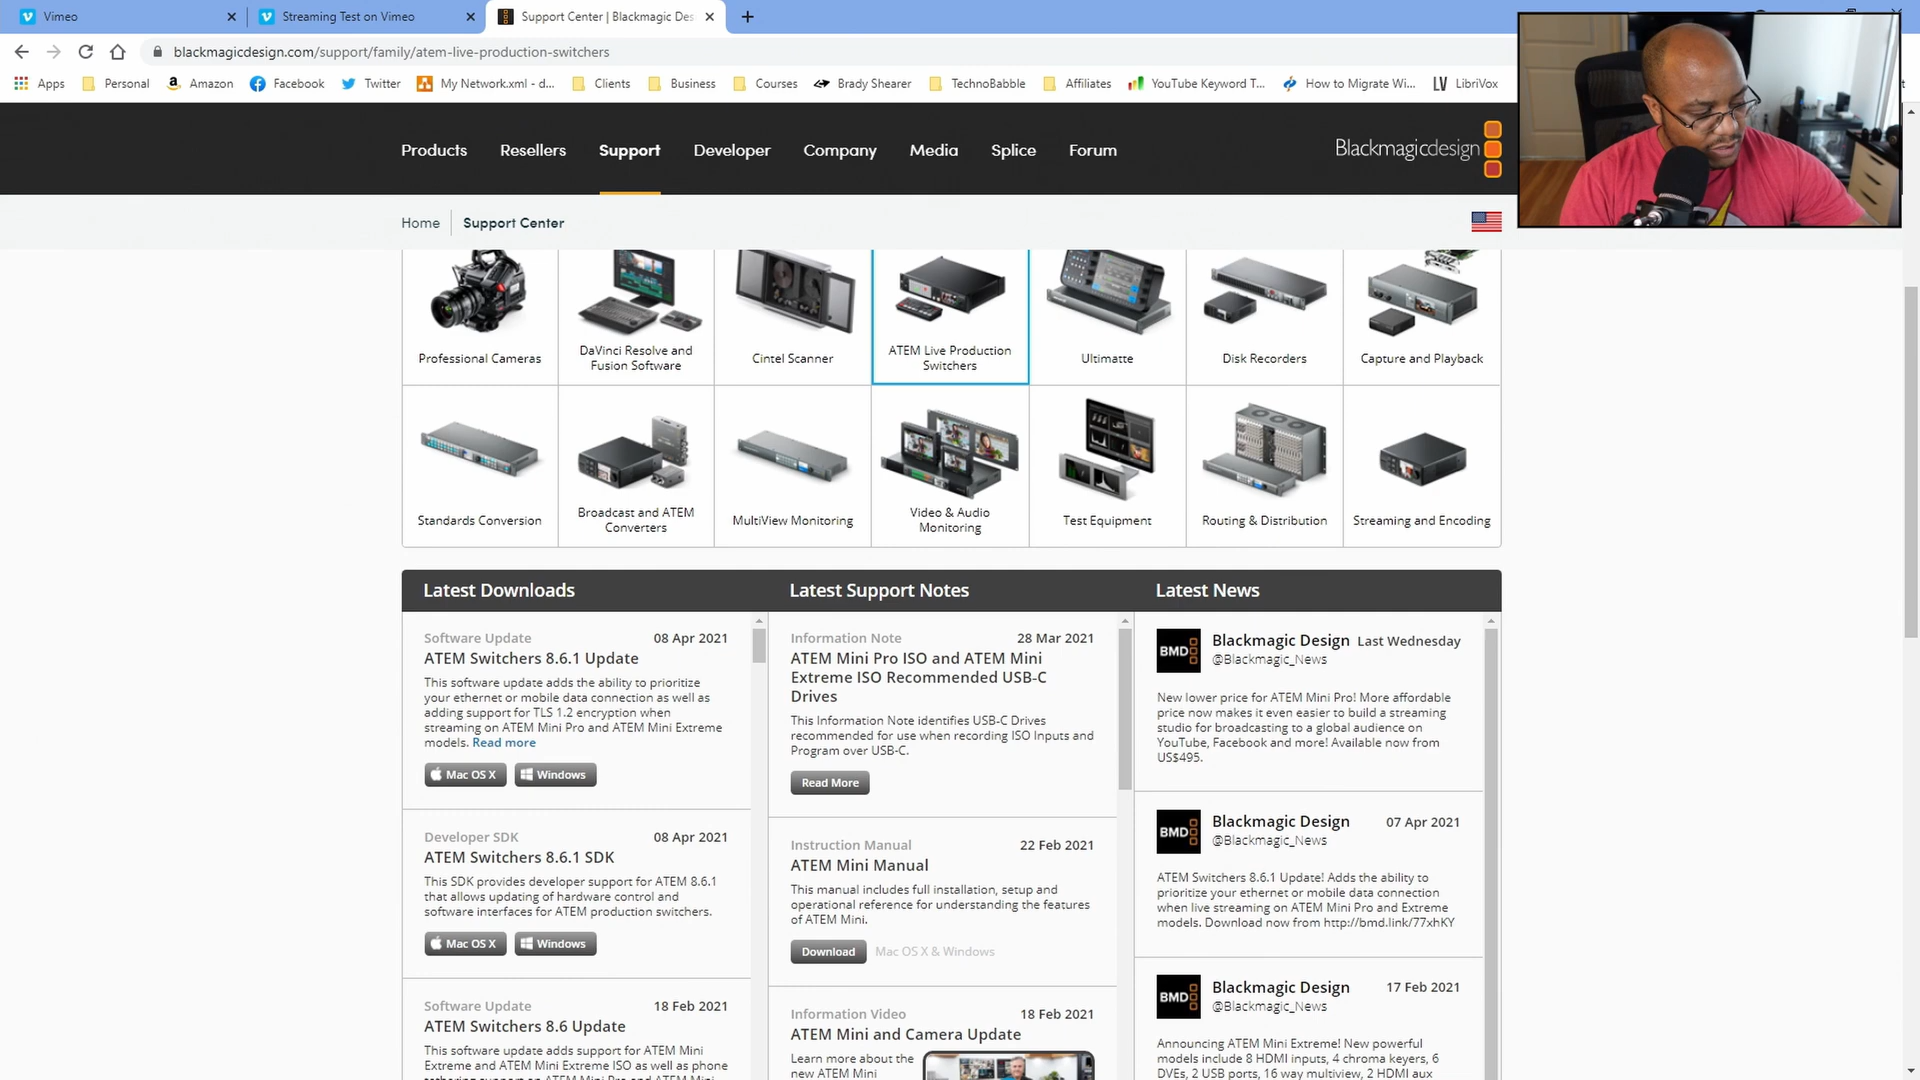 Vimeo
Streaming Test on Vimeo
Support Center | Blackmagic Des
blackmagicdesign.com/support/family/atem-live-production-switchers
Apps
Personal
Amazon
Facebook
Twitter
My Network.xml - d...
Clients
Business
Courses
Brady Shearer
TechnoBabble
Affiliates
YouTube Keyword T...
How to Migrate Wi...
LibriVox
Products
Resellers
Support
Developer
Company
Media
Splice
Forum
Blackmagicdesign
Home
Support Center
Professional Cameras
DaVinci Resolve and
Fusion Software
Cintel Scanner
ATEM Live Production
Switchers
Ultimatte
Disk Recorders
Capture and Playback
Standards Conversion
Broadcast and ATEM
Converters
MultiView Monitoring
Video & Audio
Monitoring
Test Equipment
Routing & Distribution
Streaming and Encoding
Latest Downloads
Software Update 08 Apr 2021
ATEM Switchers 8.6.1 Update
This software update adds the ability to prioritize
your ethernet or mobile data connection as well as
adding support for TLS 1.2 encryption when
streaming on ATEM Mini Pro and ATEM Mini Extreme
models. Read more
Mac OS X
Windows
Developer SDK 08 Apr 2021
ATEM Switchers 8.6.1 SDK
This SDK provides developer support for ATEM 8.6.1
that allows updating of hardware control and
software interfaces for ATEM production switchers.
Mac OS X
Windows
Software Update 18 Feb 2021
ATEM Switchers 8.6 Update
This software update adds support for ATEM Mini
Extreme and ATEM Mini Extreme ISO as well as phone
tethering support on ATEM Mini Pro and ATEM Mini
Latest Support Notes
Information Note 28 Mar 2021
ATEM Mini Pro ISO and ATEM Mini
Extreme ISO Recommended USB-C
Drives
This Information Note identifies USB-C Drives
recommended for use when recording ISO Inputs and
Program over USB-C.
Read More
Instruction Manual 22 Feb 2021
ATEM Mini Manual
This manual includes full installation, setup and
operational reference for understanding the features
of ATEM Mini.
Download Mac OS X & Windows
Information Video 18 Feb 2021
ATEM Mini and Camera Update
Learn more about the
new ATEM Mini
Latest News
BMD
Blackmagic Design Last Wednesday
@Blackmagic_News
New lower price for ATEM Mini Pro! More affordable
price now makes it even easier to build a streaming
studio for broadcasting to a global audience on
YouTube, Facebook and more! Available now from
US$495.
BMD
Blackmagic Design 07 Apr 2021
@Blackmagic_News
ATEM Switchers 8.6.1 Update! Adds the ability to
prioritize your ethernet or mobile data connection
when live streaming on ATEM Mini Pro and Extreme
models. Download now from http://bmd.link/77xhKY
BMD
Blackmagic Design 17 Feb 2021
@Blackmagic_News
Announcing ATEM Mini Extreme! New powerful
models include 8 HDMI inputs, 4 chroma keyers, 6
DVEs, 2 USB ports, 16 way multiview, 2 HDMI aux